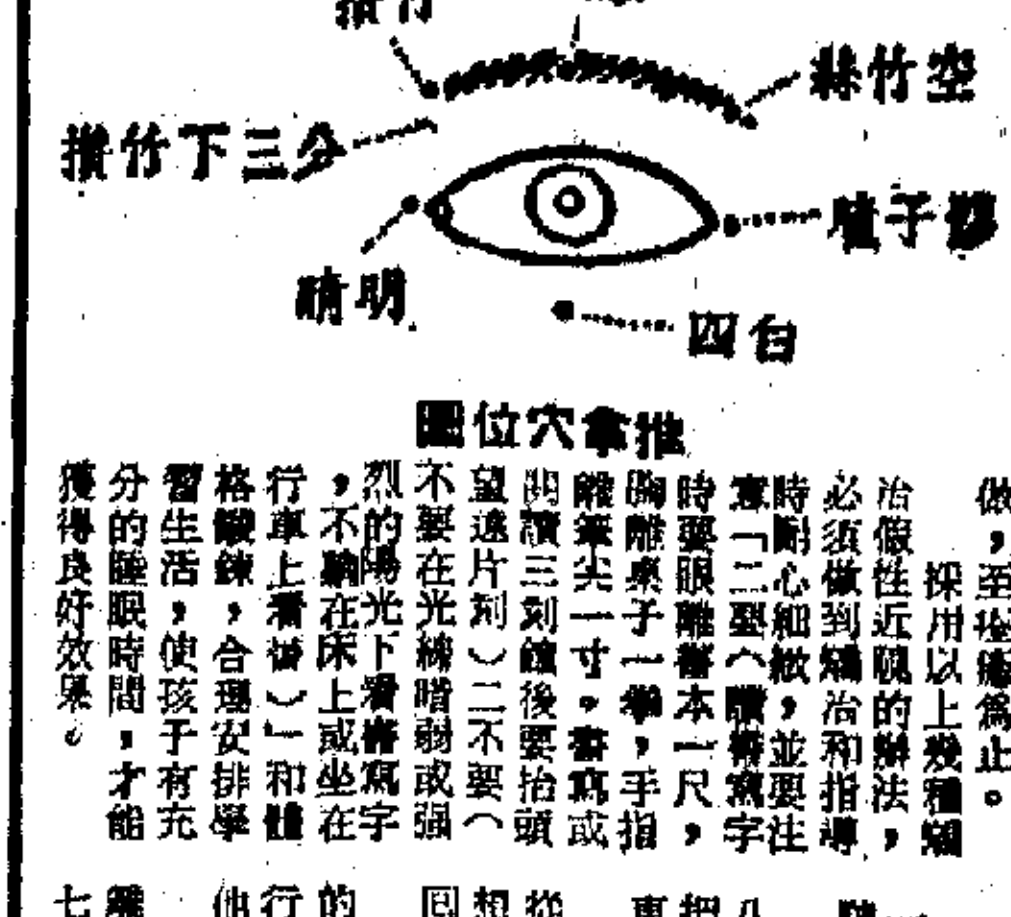 攢竹
絲竹空
攢竹下三分
瞳子髎
睛明
四白
推拿穴位圖
做，至痊癒爲止。
採用以上幾種矯
治假性近視的辦法，
必須做到矯治和指導
時耐心細緻，並要注
意「二要（讀書寫字
時要眼離書本一尺，
胸離桌子一拳，手指
離筆尖一寸。書寫或
閱讀三刻鐘後要抬頭
望遠片刻）二不要（
不要在光線暗弱或强
烈的陽光下看書寫字
，不躺在床上或坐在
行車上看書）」和體
格鍛鍊，合理安排學
習生活，使孩子有充
分的睡眠時間，才能
獲得良好效果。